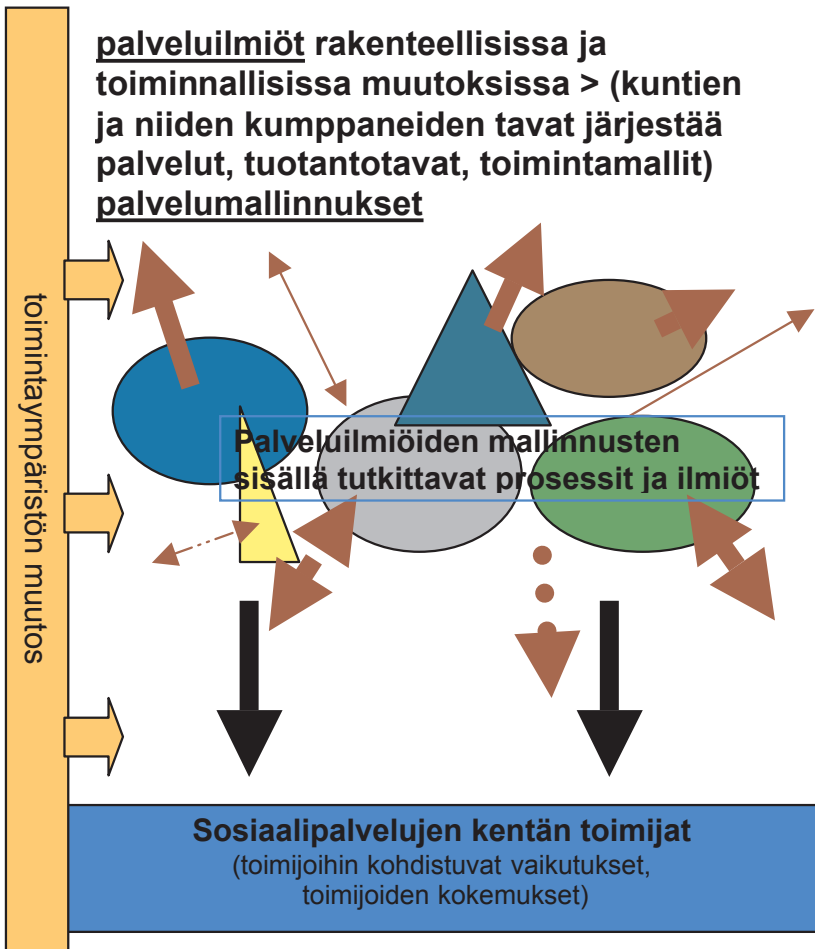 palveluilmiöt rakenteellisissa ja
toiminnallisissa muutoksissa > (kuntien
ja niiden kumppaneiden tavat järjestää
palvelut, tuotantotavat, toimintamallit)
palvelumallinnukset
toimintaympäristön muutos
Palveluilmiöiden mallinnusten
sisällä tutkittavat prosessit ja ilmiöt
Sosiaalipalvelujen kentän toimijat
(toimijoihin kohdistuvat vaikutukset,
toimijoiden kokemukset)